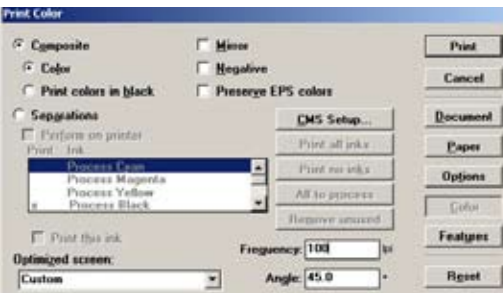 Print Color
Composite
Mirror
Print
Color
Negative
Cancel
Print colors in black
Preserve EPS colors
Separations
CMS Setup...
Document
Perform on printer
Print all inks
Paper
Print Ink
Process Cyan
Print no inks
Process Magenta
Options
Process Yellow
All to process
x Process Black
Color
Remove unused
Print this ink
Features
Frequency: 100 lpi
Optimized screen:
Custom
Angle: 45.0 °
Reset